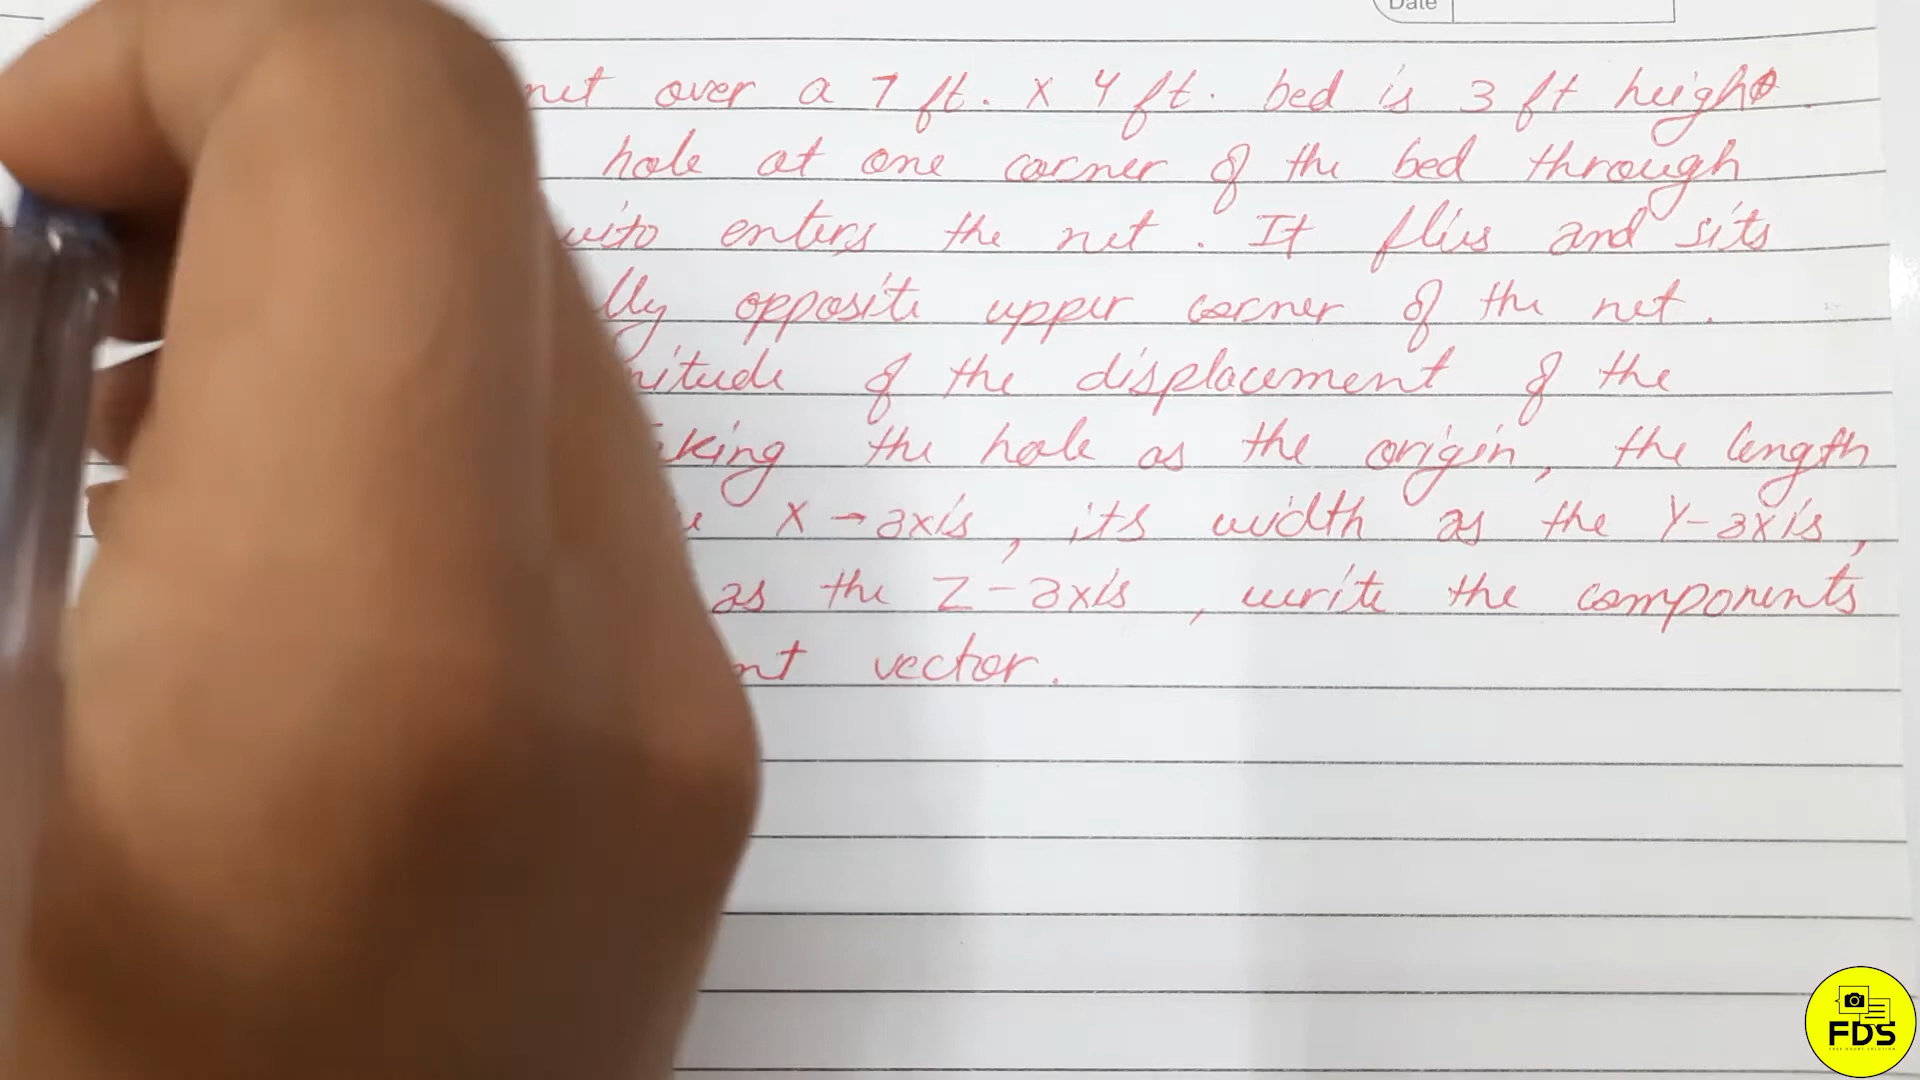 Date
net over a 7 ft. x 4 ft. bed is 3 ft high.
hole at one corner of the bed through
uito enters the net. It flies and sits
lly opposite upper corner of the net.
nitude of the displacement of the
king the hole as the origin, the length
X-axis, its width as the Y-axis,
as the Z-axis, write the components
nt vector.
FDS